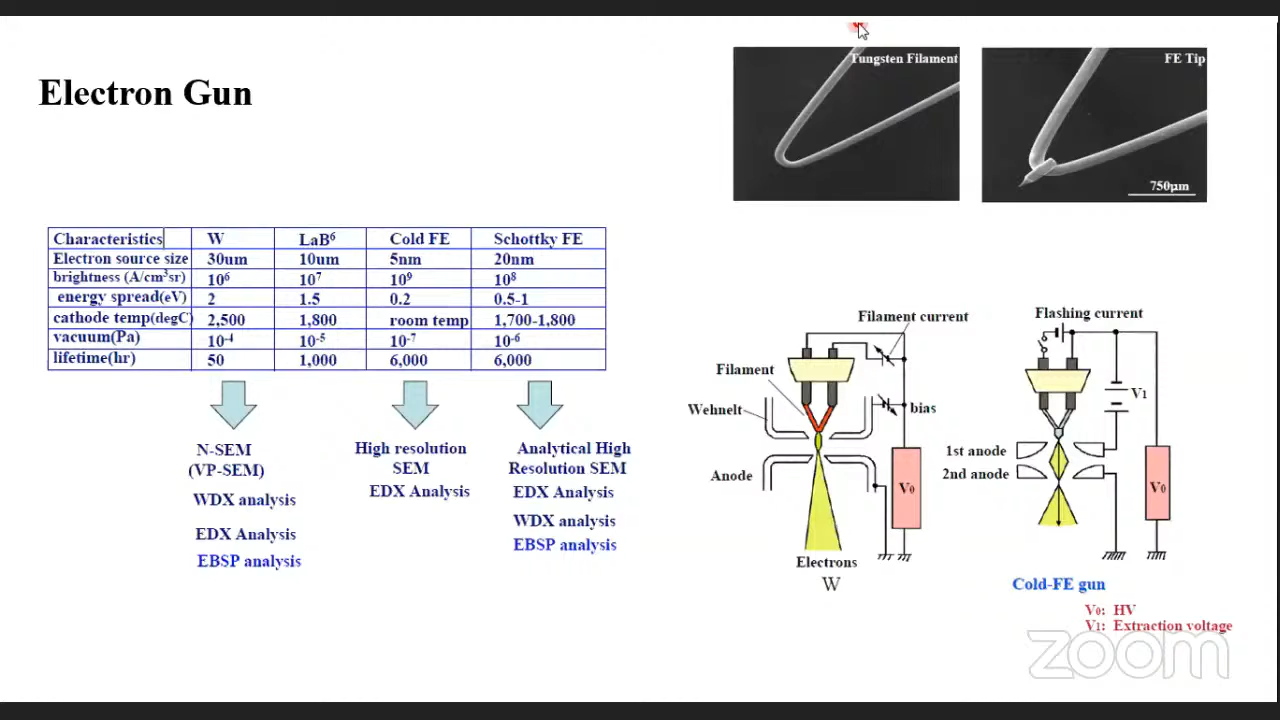 Electron Gun
Tungsten Filament
FE Tip
750μm
Characteristics W LaB⁶ Cold FE Schottky FE
Electron source size 30um 10um 5nm 20nm
brightness (A/cm³sr) 10⁶ 10⁷ 10⁹ 10⁸
energy spread(eV) 2 1.5 0.2 0.5-1
cathode temp(degC) 2,500 1,800 room temp 1,700-1,800
vacuum(Pa) 10⁻⁴ 10⁻⁵ 10⁻⁷ 10⁻⁶
lifetime(hr) 50 1,000 6,000 6,000
N-SEM
(VP-SEM)
WDX analysis
EDX Analysis
EBSP analysis
High resolution
SEM
EDX Analysis
Analytical High
Resolution SEM
EDX Analysis
WDX analysis
EBSP analysis
Filament current
Filament
Wehnelt
bias
Anode
V₀
Electrons
W
Flashing current
V₁
1st anode
2nd anode
V₀
Cold-FE gun
V₀: HV
V₁: Extraction voltage
zoom